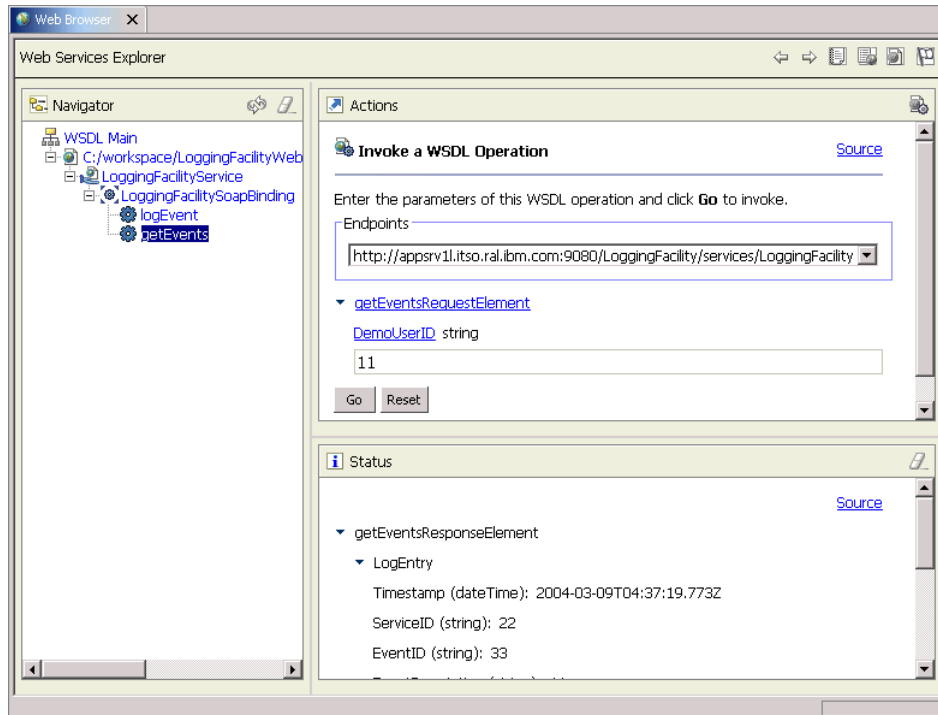 Web Browser
Web Services Explorer
Navigator
WSDL Main
C:/workspace/LoggingFacilityWeb
LoggingFacilityService
LoggingFacilitySoapBinding
logEvent
getEvents
Actions
Invoke a WSDL Operation Source
Enter the parameters of this WSDL operation and click Go to invoke.
Endpoints
http://appsrv1l.itso.ral.ibm.com:9080/LoggingFacility/services/LoggingFacility
getEventsRequestElement
DemoUserID string
11
Go Reset
Status
Source
getEventsResponseElement
LogEntry
Timestamp (dateTime): 2004-03-09T04:37:19.773Z
ServiceID (string): 22
EventID (string): 33